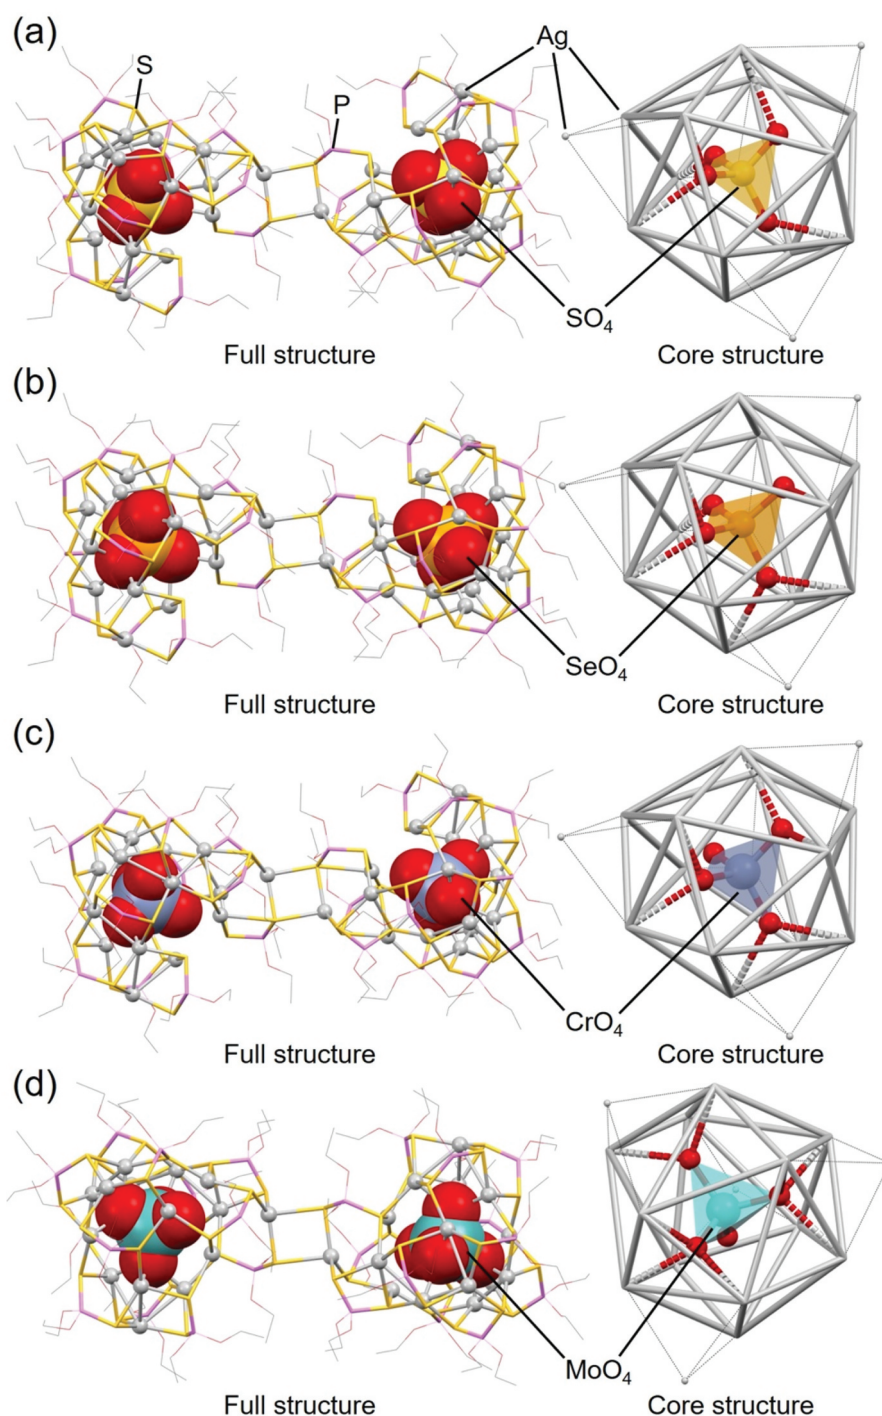 (a)
Ag
S
P
SO₄
Full structure
Core structure
(b)
SeO₄
Full structure
Core structure
(c)
CrO₄
Full structure
Core structure
(d)
MoO₄
Full structure
Core structure